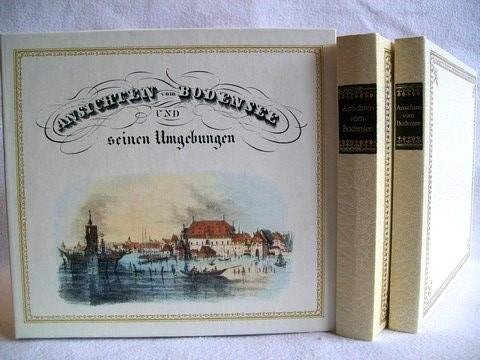 ANSICHTEN vom BODENSEE
UND
seinen Umgebungen
Ansichten
vom
Bodensee
Ansichten
vom
Bodensee